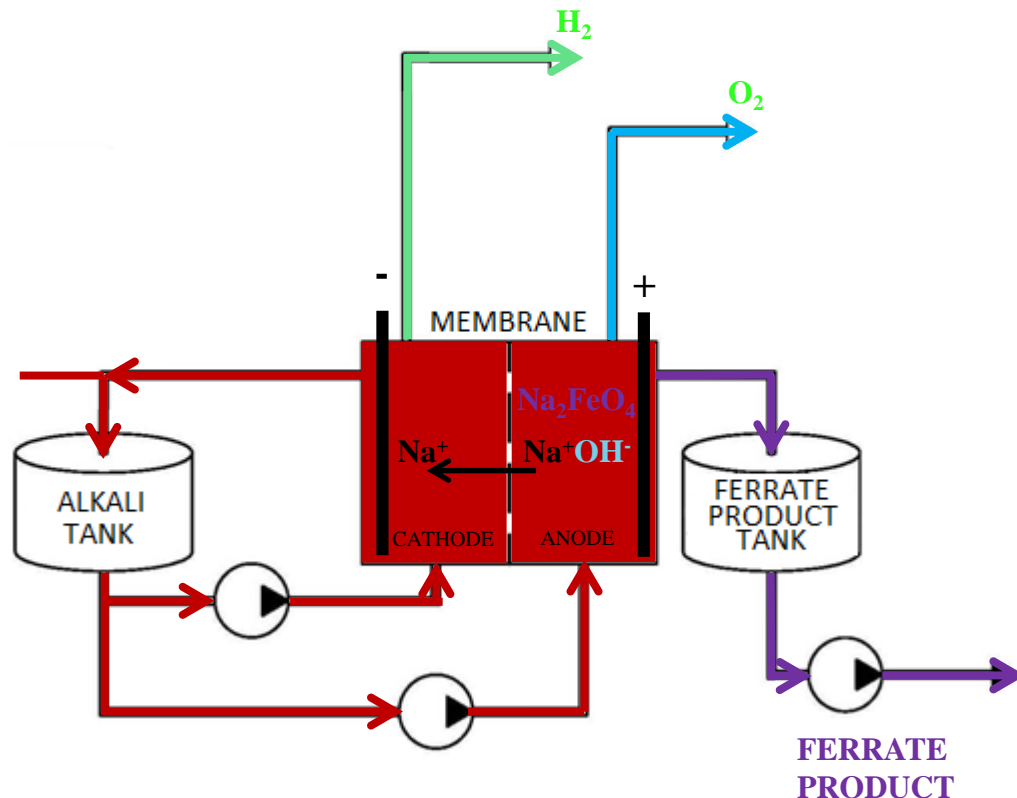 H₂
O₂
-
+
MEMBRANE
Na₂FeO₄
Na⁺
Na⁺OH⁻
CATHODE
ANODE
ALKALI
TANK
FERRATE
PRODUCT
TANK
FERRATE
PRODUCT